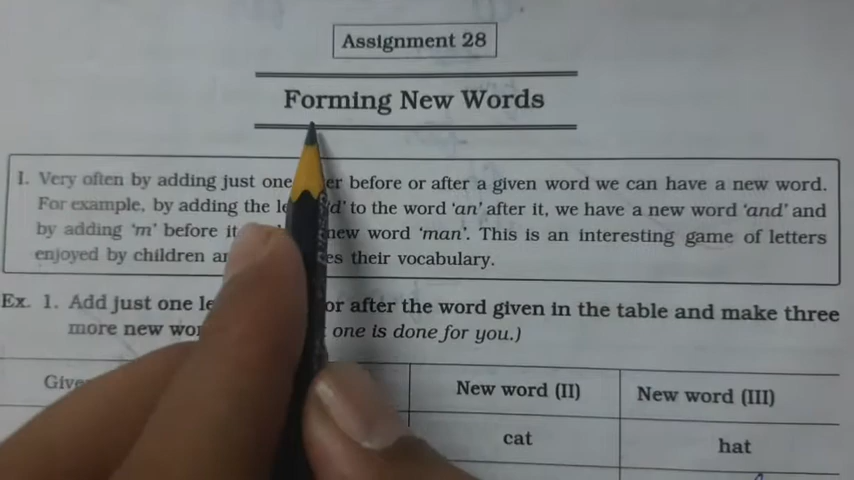 Assignment 28
Forming New Words
I. Very often by adding just one er before or after a given word we can have a new word.
For example, by adding the le d' to the word 'an' after it, we have a new word 'and' and
by adding 'm' before it new word 'man'. This is an interesting game of letters
enjoyed by children an es their vocabulary.
Ex. 1. Add just one le or after the word given in the table and make three
more new wor one is done for you.)
Give New word (II) New word (III)
cat hat